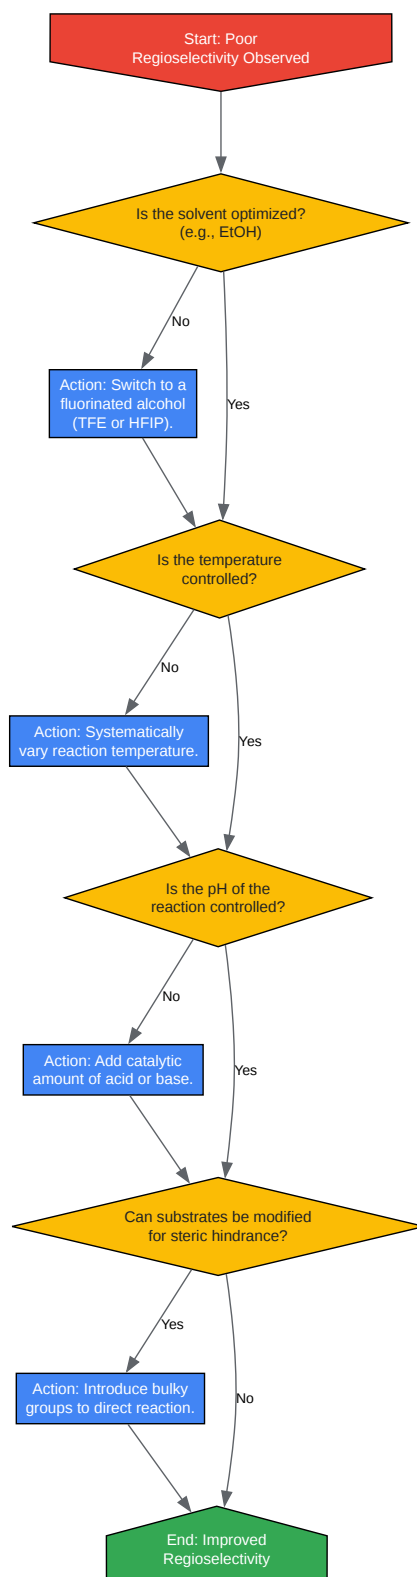 Start: Poor
Regioselectivity Observed
Is the solvent optimized?
(e.g., EtOH)
No
Action: Switch to a
fluorinated alcohol
(TFE or HFIP).
Yes
Is the temperature
controlled?
No
Action: Systematically
vary reaction temperature.
Yes
Is the pH of the
reaction controlled?
No
Action: Add catalytic
amount of acid or base.
Yes
Can substrates be modified
for steric hindrance?
Yes
Action: Introduce bulky
groups to direct reaction.
No
End: Improved
Regioselectivity